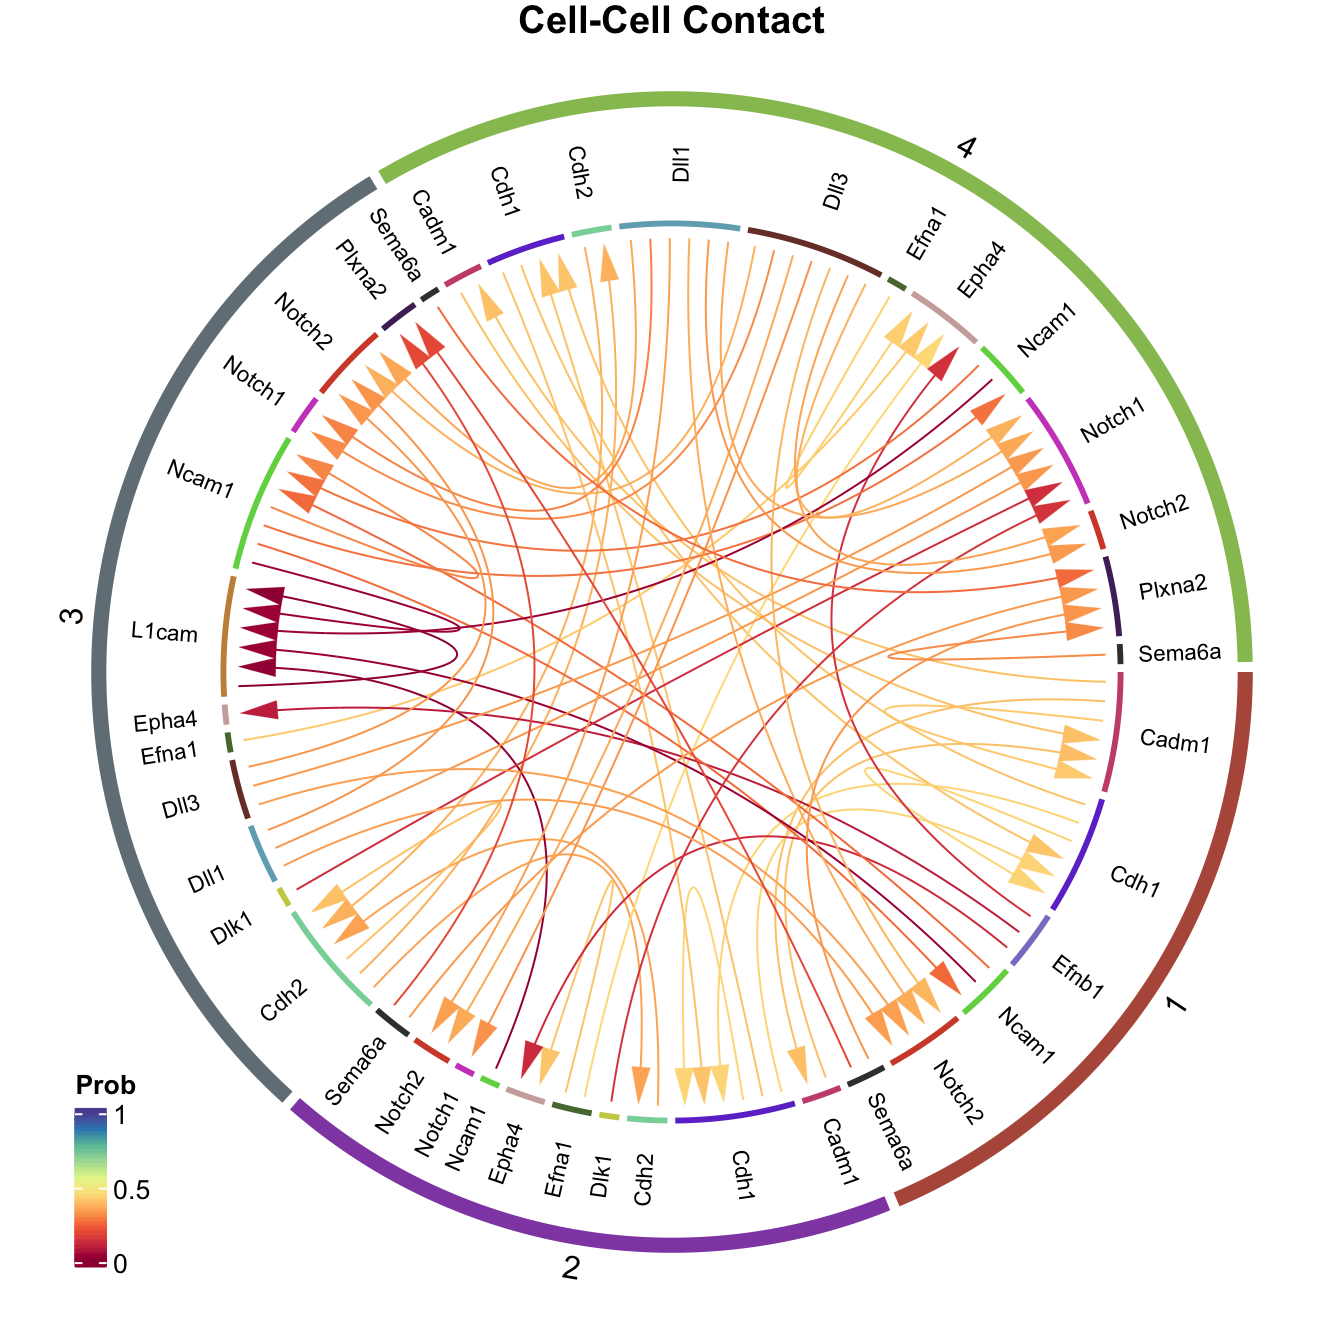 Cell-Cell Contact
4
Cadm1
Cdh1
Cdh2
Dll1
Dll3
Efna1
Epha4
Ncam1
Notch1
Notch2
Plxna2
Sema6a
1
Cadm1
Cdh1
Efnb1
Ncam1
Notch2
Sema6a
2
Cadm1
Cdh1
Cdh2
Dlk1
Efna1
Epha4
Ncam1
Notch1
Notch2
Sema6a
3
Cdh2
Dlk1
Dll1
Dll3
Efna1
Epha4
L1cam
Ncam1
Notch1
Notch2
Plxna2
Sema6a
Prob
1
0.5
0